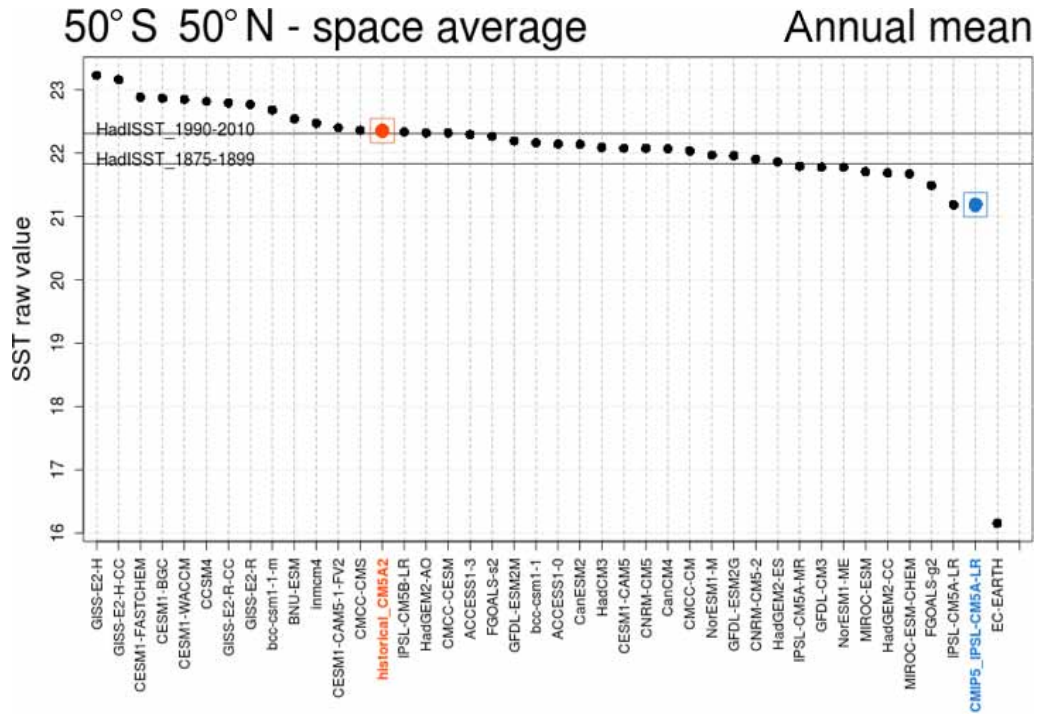 50°S 50°N - space average
Annual mean
SST raw value
23
22
21
20
19
18
17
16
HadISST_1990-2010
HadISST_1875-1899
GISS-E2-H
GISS-E2-H-CC
CESM1-FASTCHEM
CESM1-BGC
CESM1-WACCM
CCSM4
GISS-E2-R-CC
GISS-E2-R
bcc-csm1-1-m
BNU-ESM
inmcm4
CESM1-CAM5-1-FV2
CMCC-CMS
historical_CM5A2
IPSL-CM5B-LR
HadGEM2-AO
CMCC-CESM
ACCESS1-3
FGOALS-s2
GFDL-ESM2M
bcc-csm1-1
ACCESS1-0
CanESM2
HadCM3
CESM1-CAM5
CNRM-CM5
CanCM4
CMCC-CM
NorESM1-M
GFDL-ESM2G
CNRM-CM5-2
HadGEM2-ES
IPSL-CM5A-MR
GFDL-CM3
NorESM1-ME
MIROC-ESM
HadGEM2-CC
MIROC-ESM-CHEM
FGOALS-g2
IPSL-CM5A-LR
CMIP5_IPSL-CM5A-LR
EC-EARTH